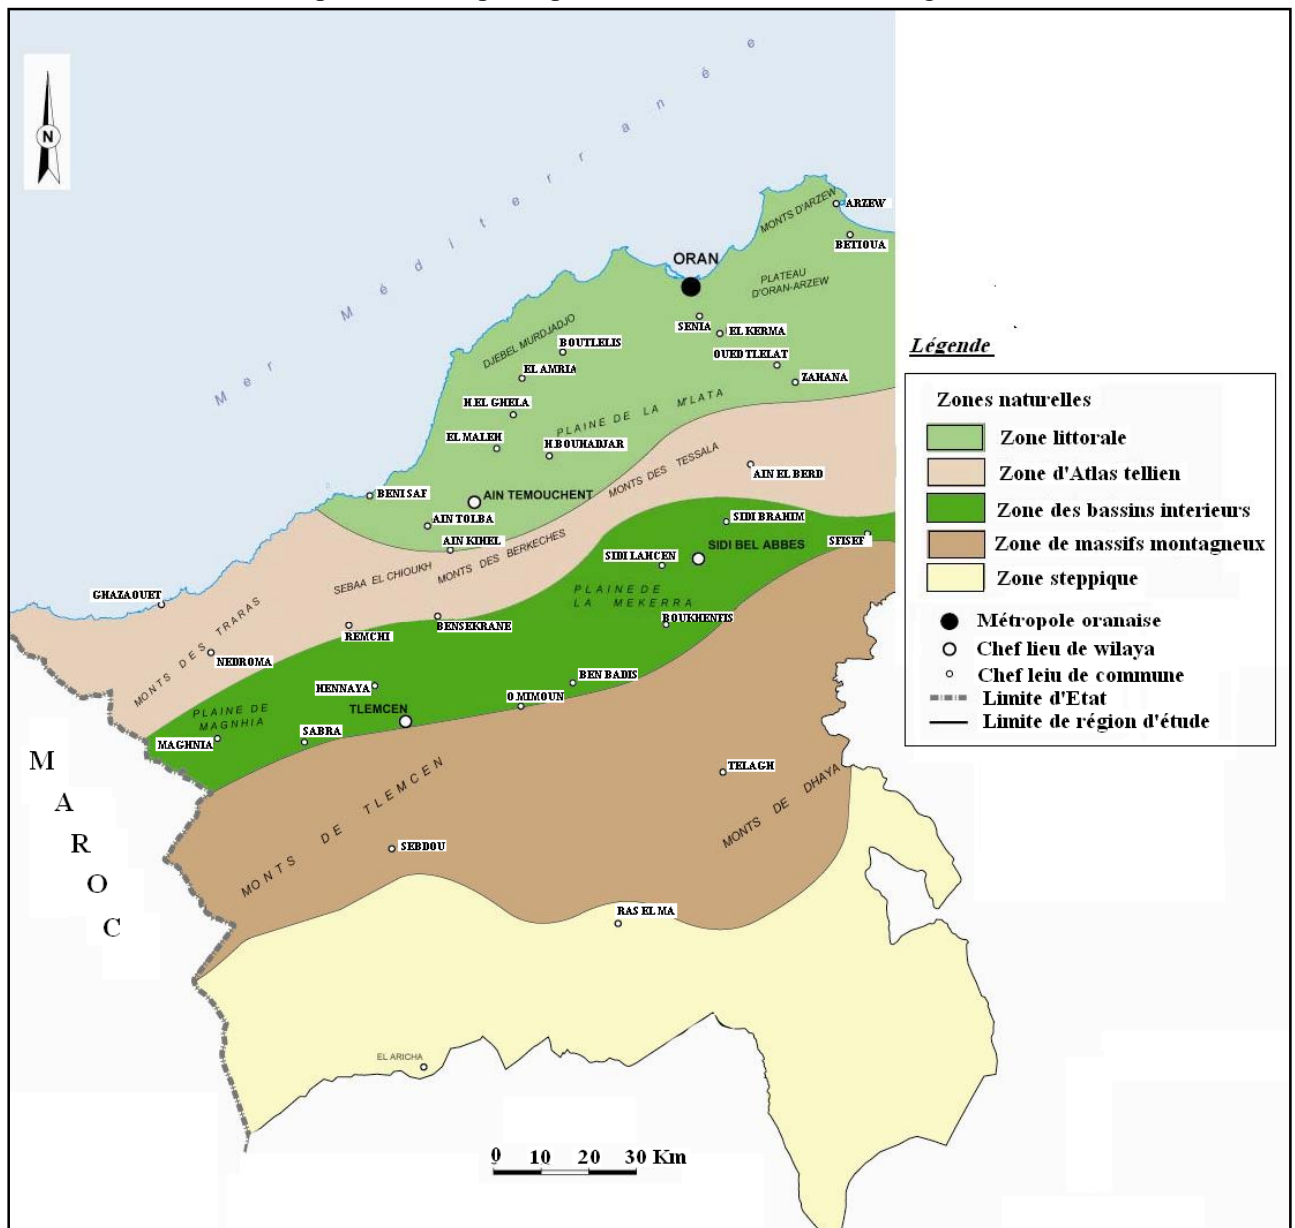 N
Mer Méditerranée
MONTS D'ARZEW
ARZEW
BETIOUA
ORAN
PLATEAU
D'ORAN-ARZEW
SENIA
EL KERMA
DJEBEL MURDJADJO
BOUTLELIS
OUED TLELAT
EL AMRIA
ZAHANA
H.EL GHELA
PLAINE DE LA M'LATA
EL MALEH
H.BOUHADJAR
MONTS DES TESSALA
AIN EL BERD
BENI SAF
AIN TEMOUCHENT
AIN TOLBA
SIDI BRAHIM
AIN KIHEL
SFISEF
SIDI BEL ABBES
SIDI LAHCEN
SEBAA EL CHIOUKH
MONTS DES BERKECHES
GHAZAOUET
PLAINE DE
LA MEKERRA
BENSEKRANE
BOUKHENFIS
REMCHI
MONTS DES TRARAS
NEDROMA
HENNAYA
BEN BADIS
O.MIMOUN
TLEMCEN
PLAINE DE
MAGNHIA
SABRA
MAGHNIA
MAROC
MONTS DE TLEMCEN
TELAGH
MONTS DE DHAYA
SEBDOU
RAS EL MA
EL ARICHA
0 10 20 30 Km
Légende
Zones naturelles
Zone littorale
Zone d'Atlas tellien
Zone des bassins interieurs
Zone de massifs montagneux
Zone steppique
Métropole oranaise
Chef lieu de wilaya
Chef leiu de commune
Limite d'Etat
Limite de région d'étude